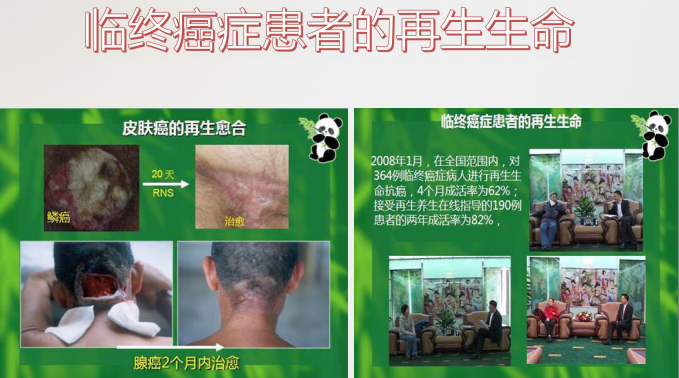 临终癌症患者的再生生命
皮肤癌的再生愈合
20 天
RNS
鳞癌
治愈
腺癌2个月内治愈
临终癌症患者的再生生命
2008年1月，在全国范围内，对
364例临终癌症病人进行再生生
命抗癌，4个月成活率为62%；
接受再生养生在线指导的190例
患者的两年成活率为82%，